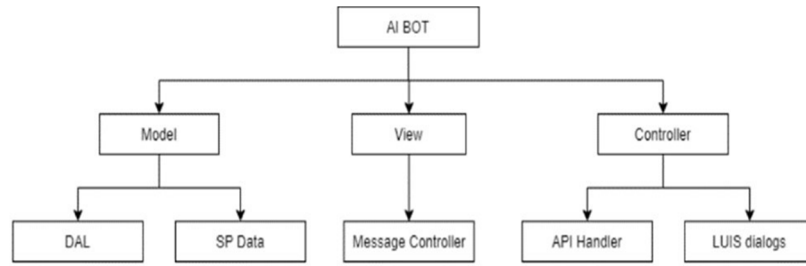 AI BOT
Model
View
Controller
DAL
SP Data
Message Controller
API Handler
LUIS dialogs